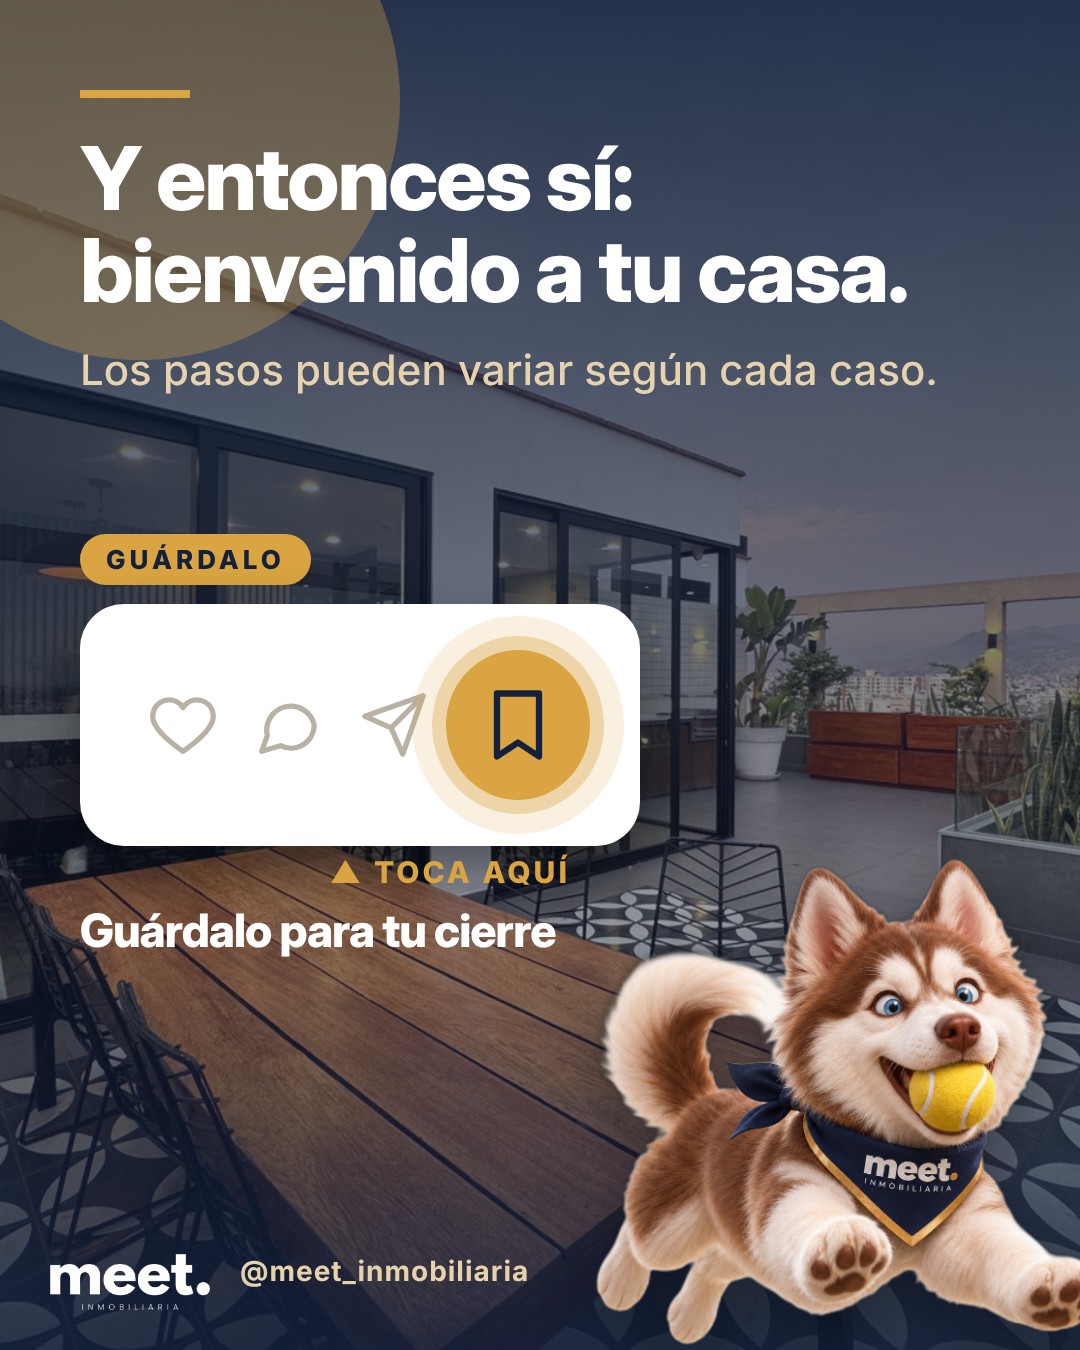 Y entonces sí:
bienvenido a tu casa.
Los pasos pueden variar según cada caso.
GUÁRDALO
▲ TOCA AQUÍ
Guárdalo para tu cierre
meet.
INMOBILIARIA
meet.
INMOBILIARIA
@meet_inmobiliaria